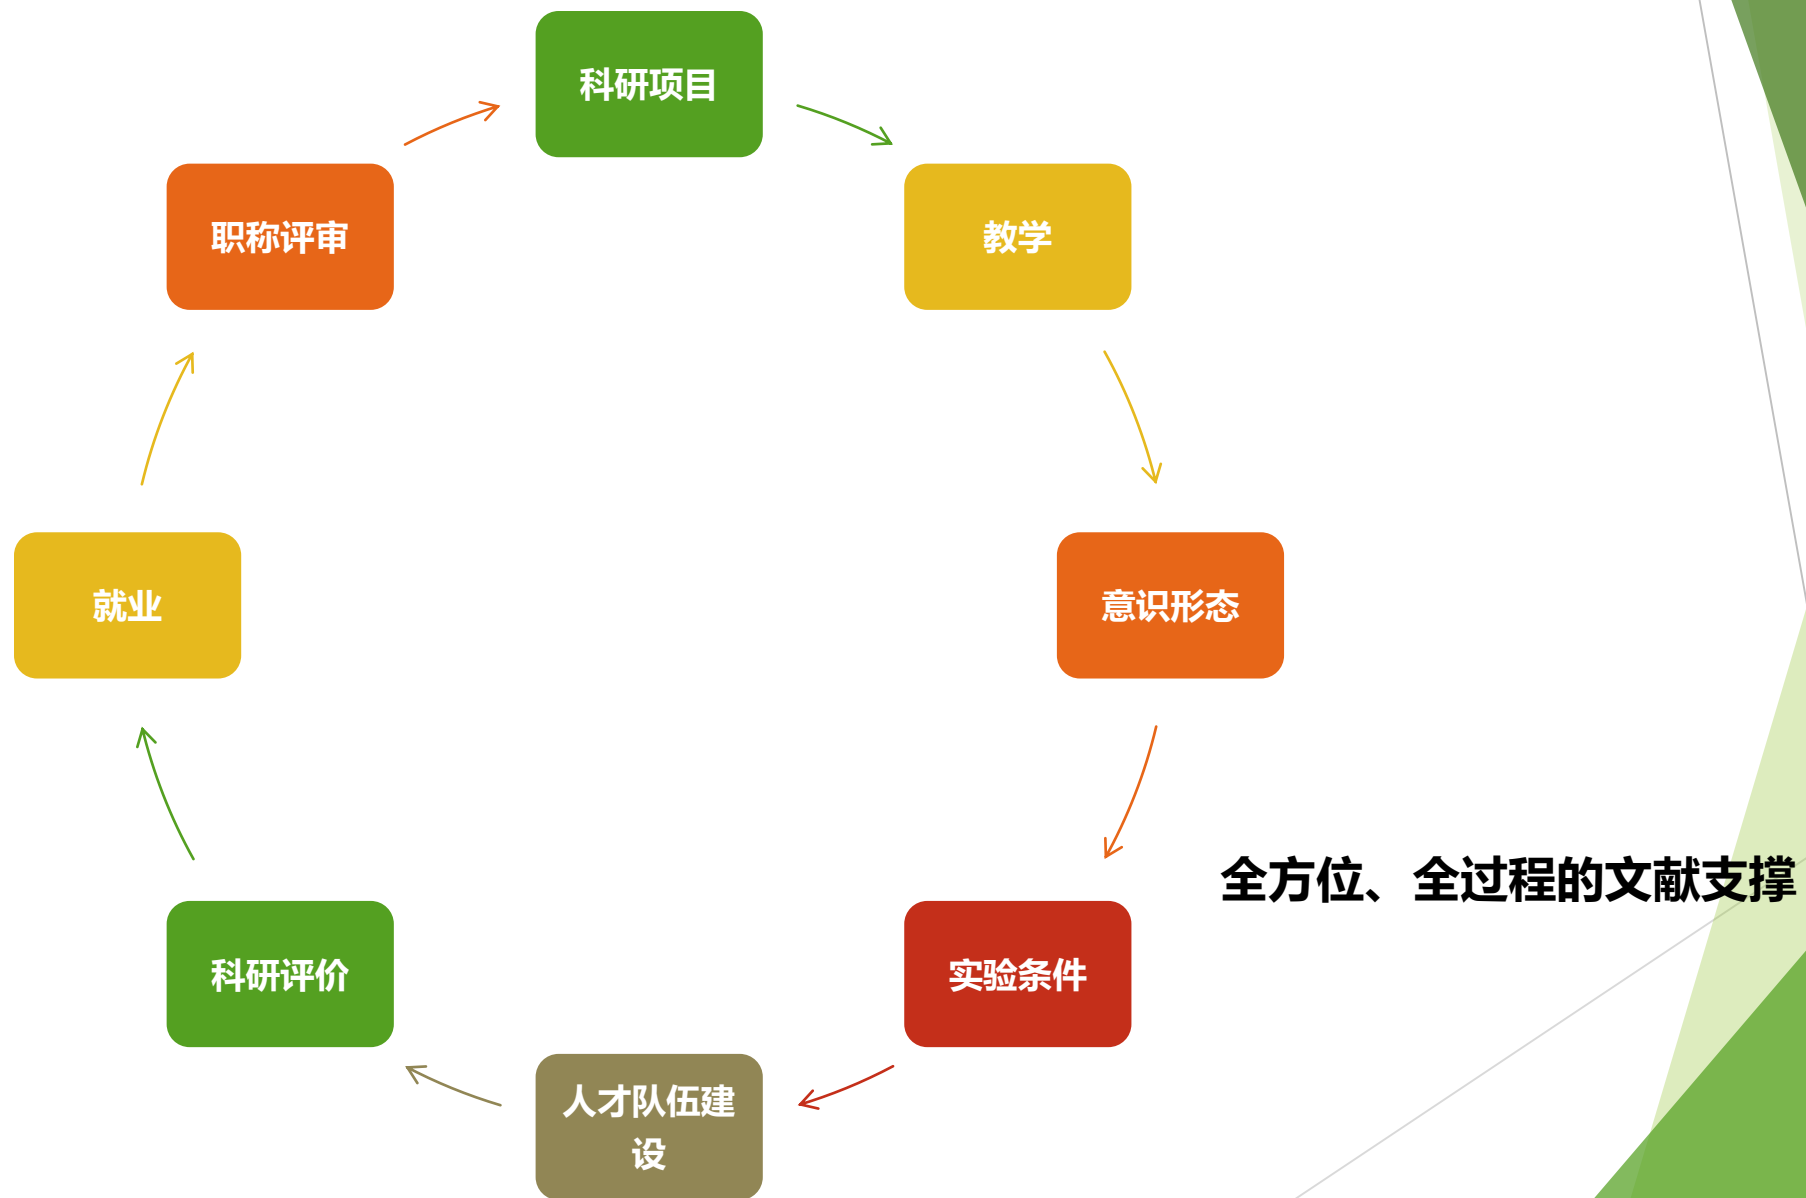 科研项目
教学
意识形态
实验条件
人才队伍建
设
科研评价
就业
职称评审
全方位、全过程的文献支撑